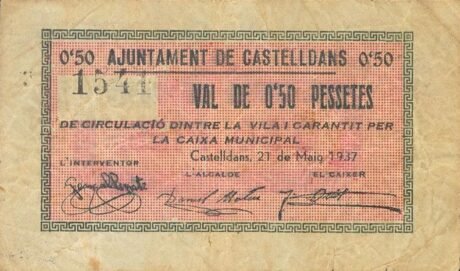 0'50 AJUNTAMENT DE CASTELLDANS 0'50
1541
VAL DE 0'50 PESSETES
DE CIRCULACIÓ DINTRE LA VILA I GARANTIT PER
LA CAIXA MUNICIPAL
Castelldans, 21 de Maig 1937
L'INTERVENTOR L'ALCALDE EL CAIXER